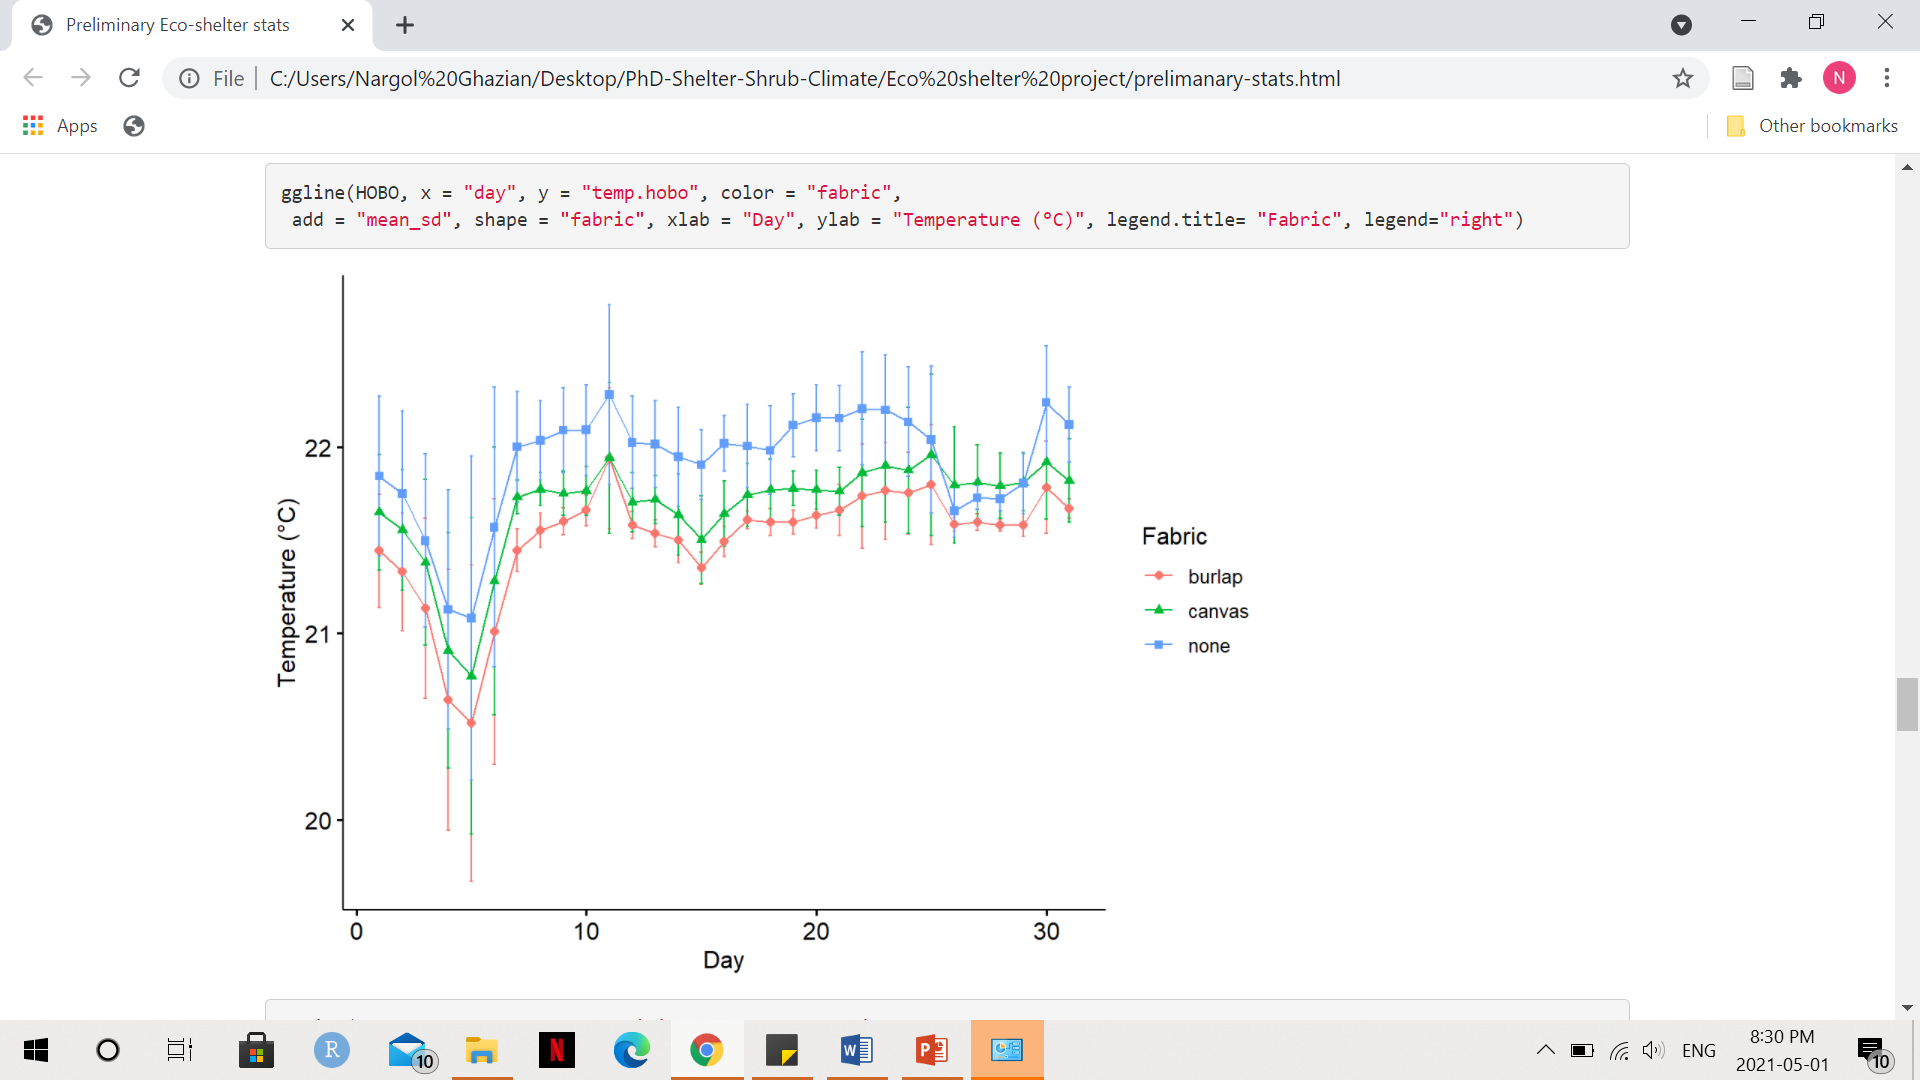 Preliminary Eco-shelter stats
File
C:/Users/Nargol%20Ghazian/Desktop/PhD-Shelter-Shrub-Climate/Eco%20shelter%20project/prelimanary-stats.html
N
Apps
Other bookmarks
ggline(HOBO, x = "day", y = "temp.hobo", color = "fabric",
add = "mean_sd", shape = "fabric", xlab = "Day", ylab = "Temperature (°C)", legend.title= "Fabric", legend="right")
Temperature (°C)
22
21
20
0 10 20 30
Day
Fabric
burlap
canvas
none
R
10
N
W
P
ENG
8:30 PM
2021-05-01
10